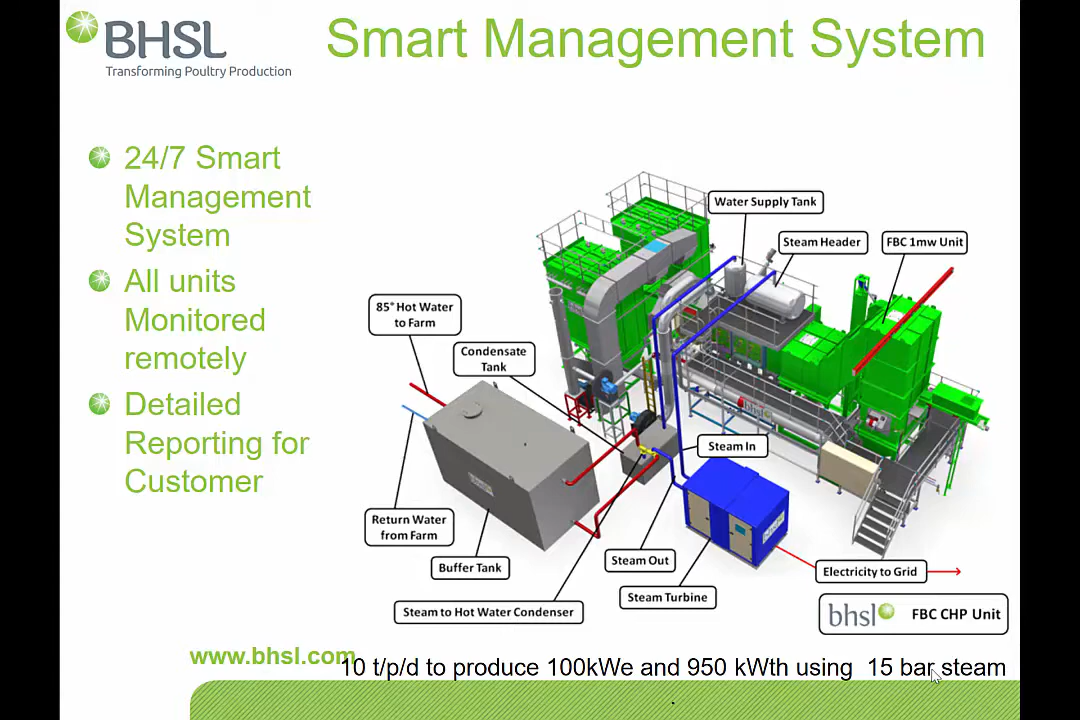 BHSL
Transforming Poultry Production
Smart Management System
24/7 Smart
Management
System
All units
Monitored
remotely
Detailed
Reporting for
Customer
Water Supply Tank
Steam Header
FBC 1mw Unit
85° Hot Water
to Farm
Condensate
Tank
bhsl
Steam In
Return Water
from Farm
Buffer Tank
Steam Out
Steam Turbine
Steam to Hot Water Condenser
Electricity to Grid
bhsl FBC CHP Unit
www.bhsl.com
10 t/p/d to produce 100kWe and 950 kWth using 15 bar steam
.